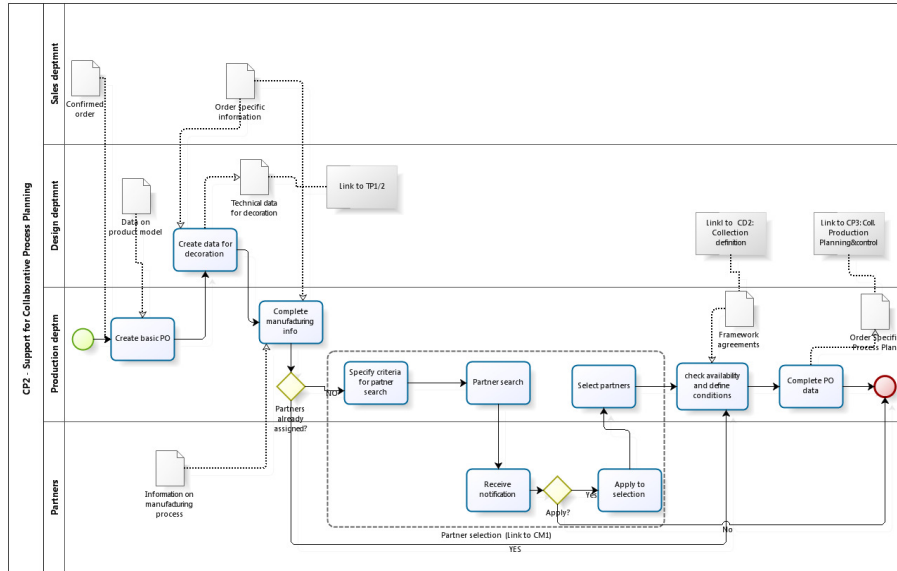 CP2 - Support for Collaborative Process Planning
Sales deptmnt
Confirmed
order
Order specific
information
Design deptmnt
Data on
product model
Technical data
for decoration
Link to TP1/2
Create data for
decoration
Linkl to CD2:
Collection
definition
Link to CP3: Coll.
Production
Planning&control
Production deptm
Create basic PO
Complete
manufacturing
info
Partners
already
assigned?
NO
Specify criteria
for partner
search
Partner search
Select partners
Framework
agreements
check availability
and define
conditions
Complete PO
data
Order Specifi
Process Plan
Partners
Information on
manufacturing
process
Receive
notification
Apply?
Yes
Apply to
selection
No
Partner selection (Link to CM1)
YES